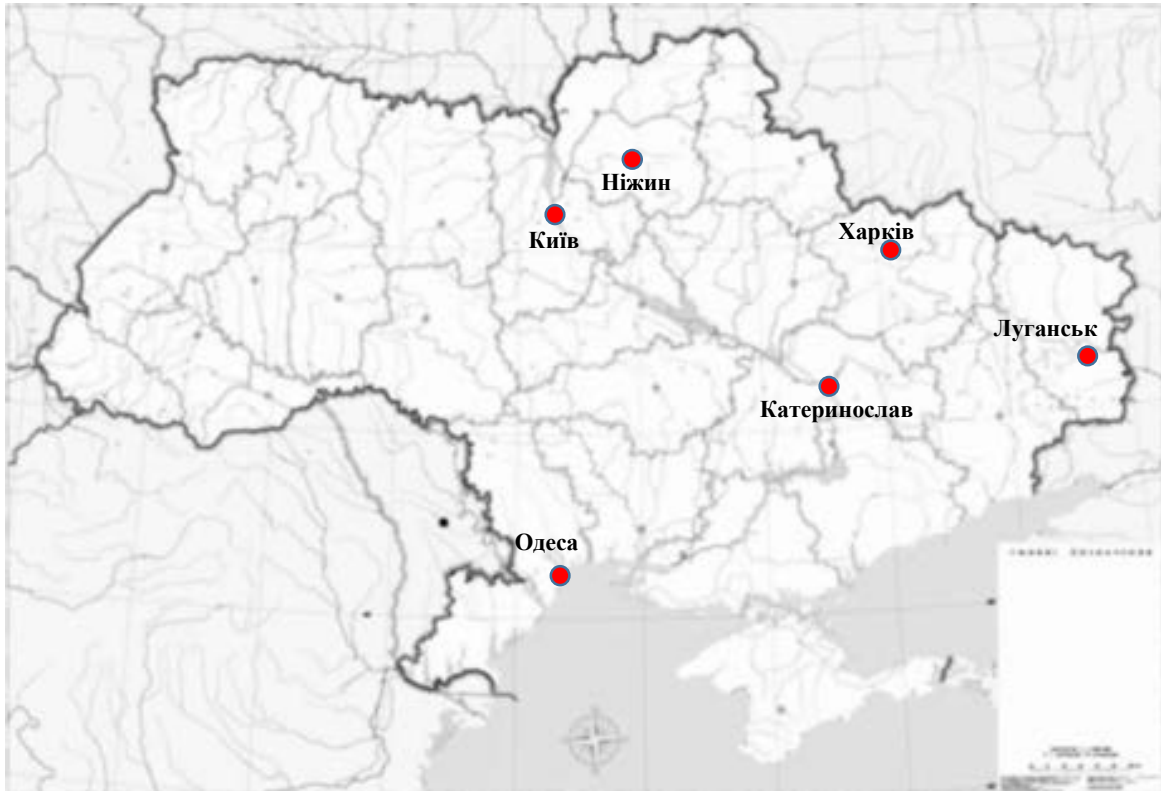 Ніжин
Київ
Харків
Луганськ
Катеринослав
Одеса